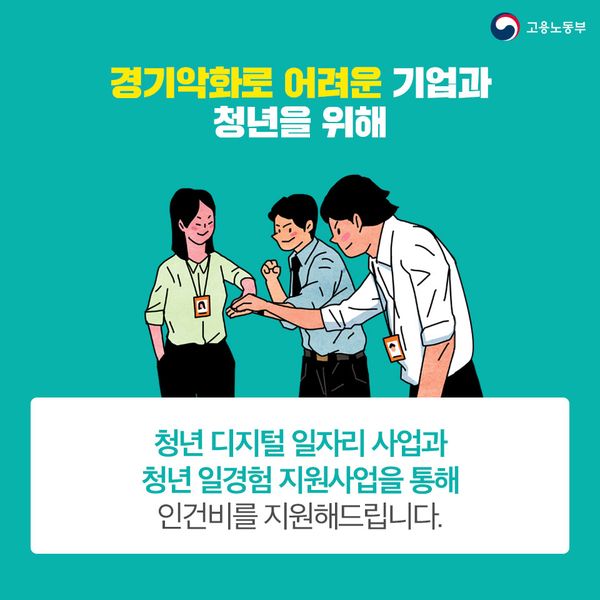 고용노동부
경기악화로 어려운 기업과
청년을 위해
청년 디지털 일자리 사업과
청년 일경험 지원사업을 통해
인건비를 지원해드립니다.